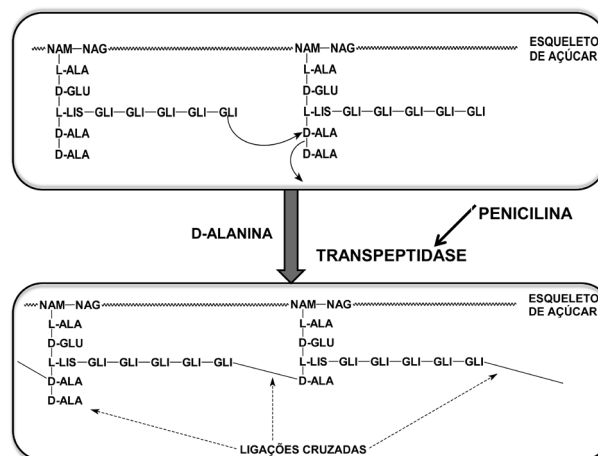 NAM—NAG NAM—NAG ESQUELETO
DE AÇÚCAR
L-ALA L-ALA
D-GLU D-GLU
L-LIS—GLI—GLI—GLI—GLI—GLI L-LIS—GLI—GLI—GLI—GLI—GLI
D-ALA D-ALA
D-ALA D-ALA
D-ALANINA
PENICILINA
TRANSPEPTIDASE
NAM—NAG NAM—NAG ESQUELETO
DE AÇÚCAR
L-ALA L-ALA
D-GLU D-GLU
L-LIS—GLI—GLI—GLI—GLI—GLI L-LIS—GLI—GLI—GLI—GLI—GLI
D-ALA D-ALA
D-ALA
LIGAÇÕES CRUZADAS